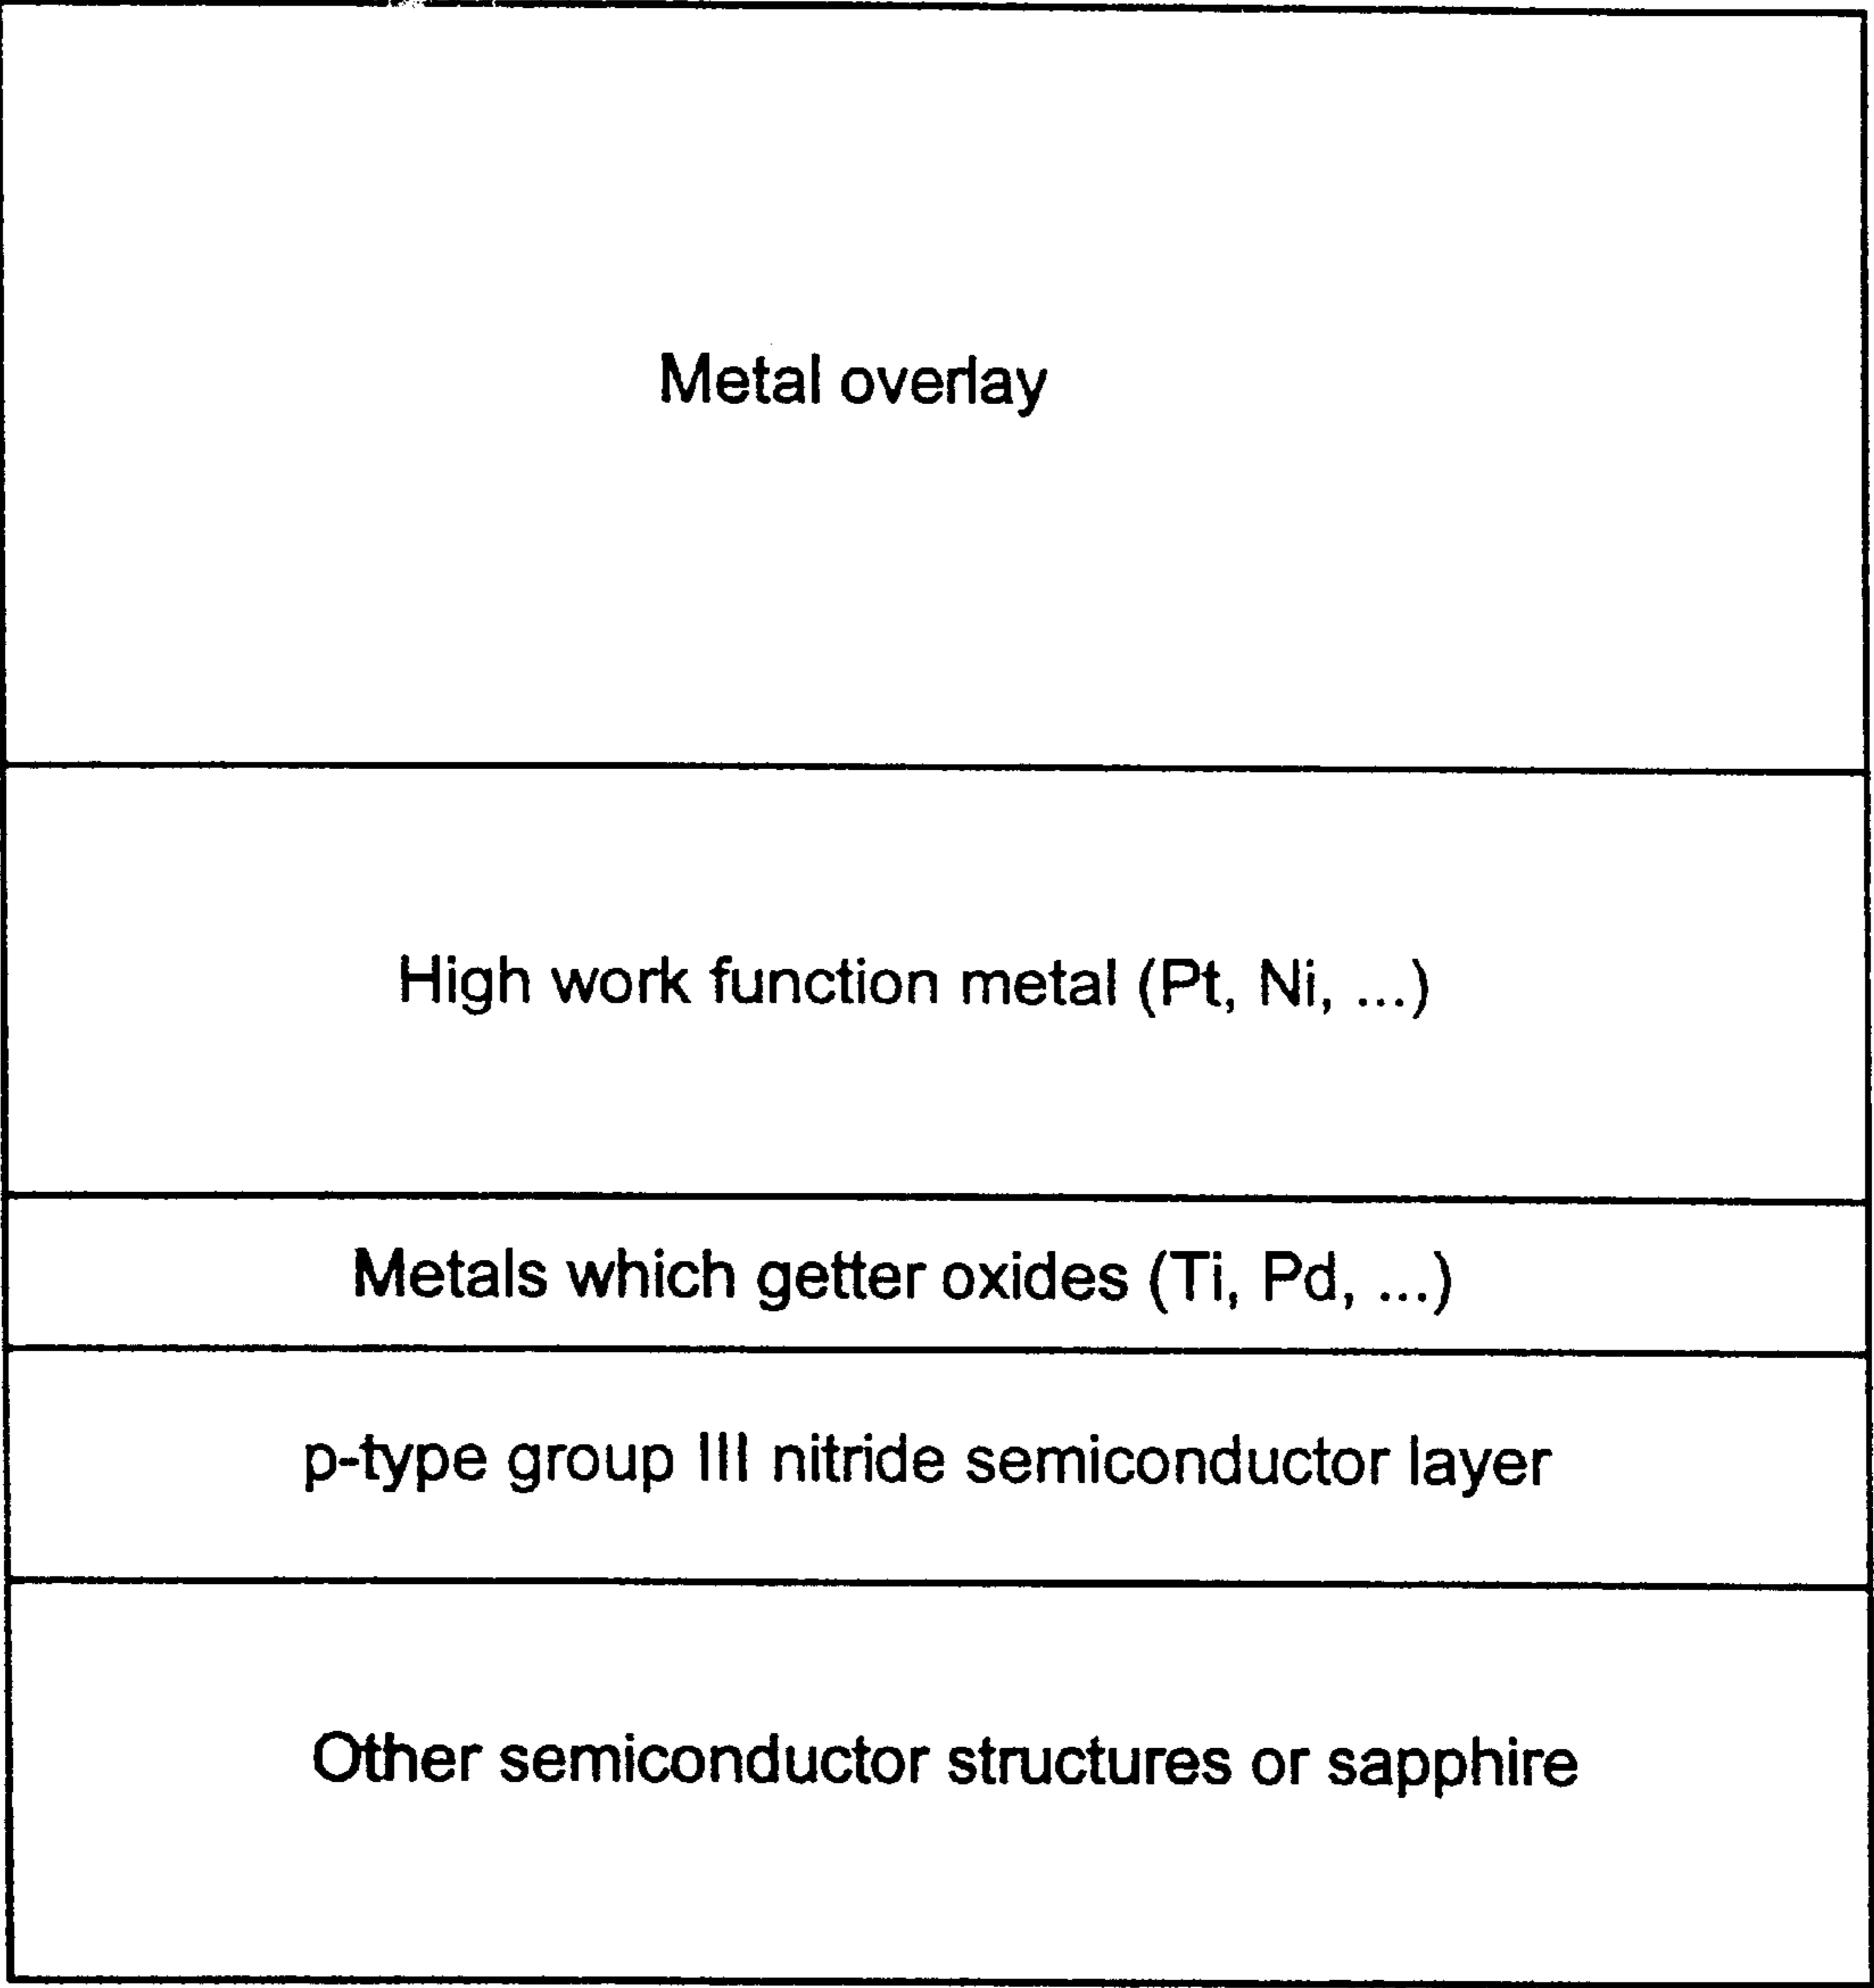 Metal overlay
High work function metal (Pt, Ni, ...)
Metals which getter oxides (Ti, Pd, ...)
p-type group III nitride semiconductor layer
Other semiconductor structures or sapphire